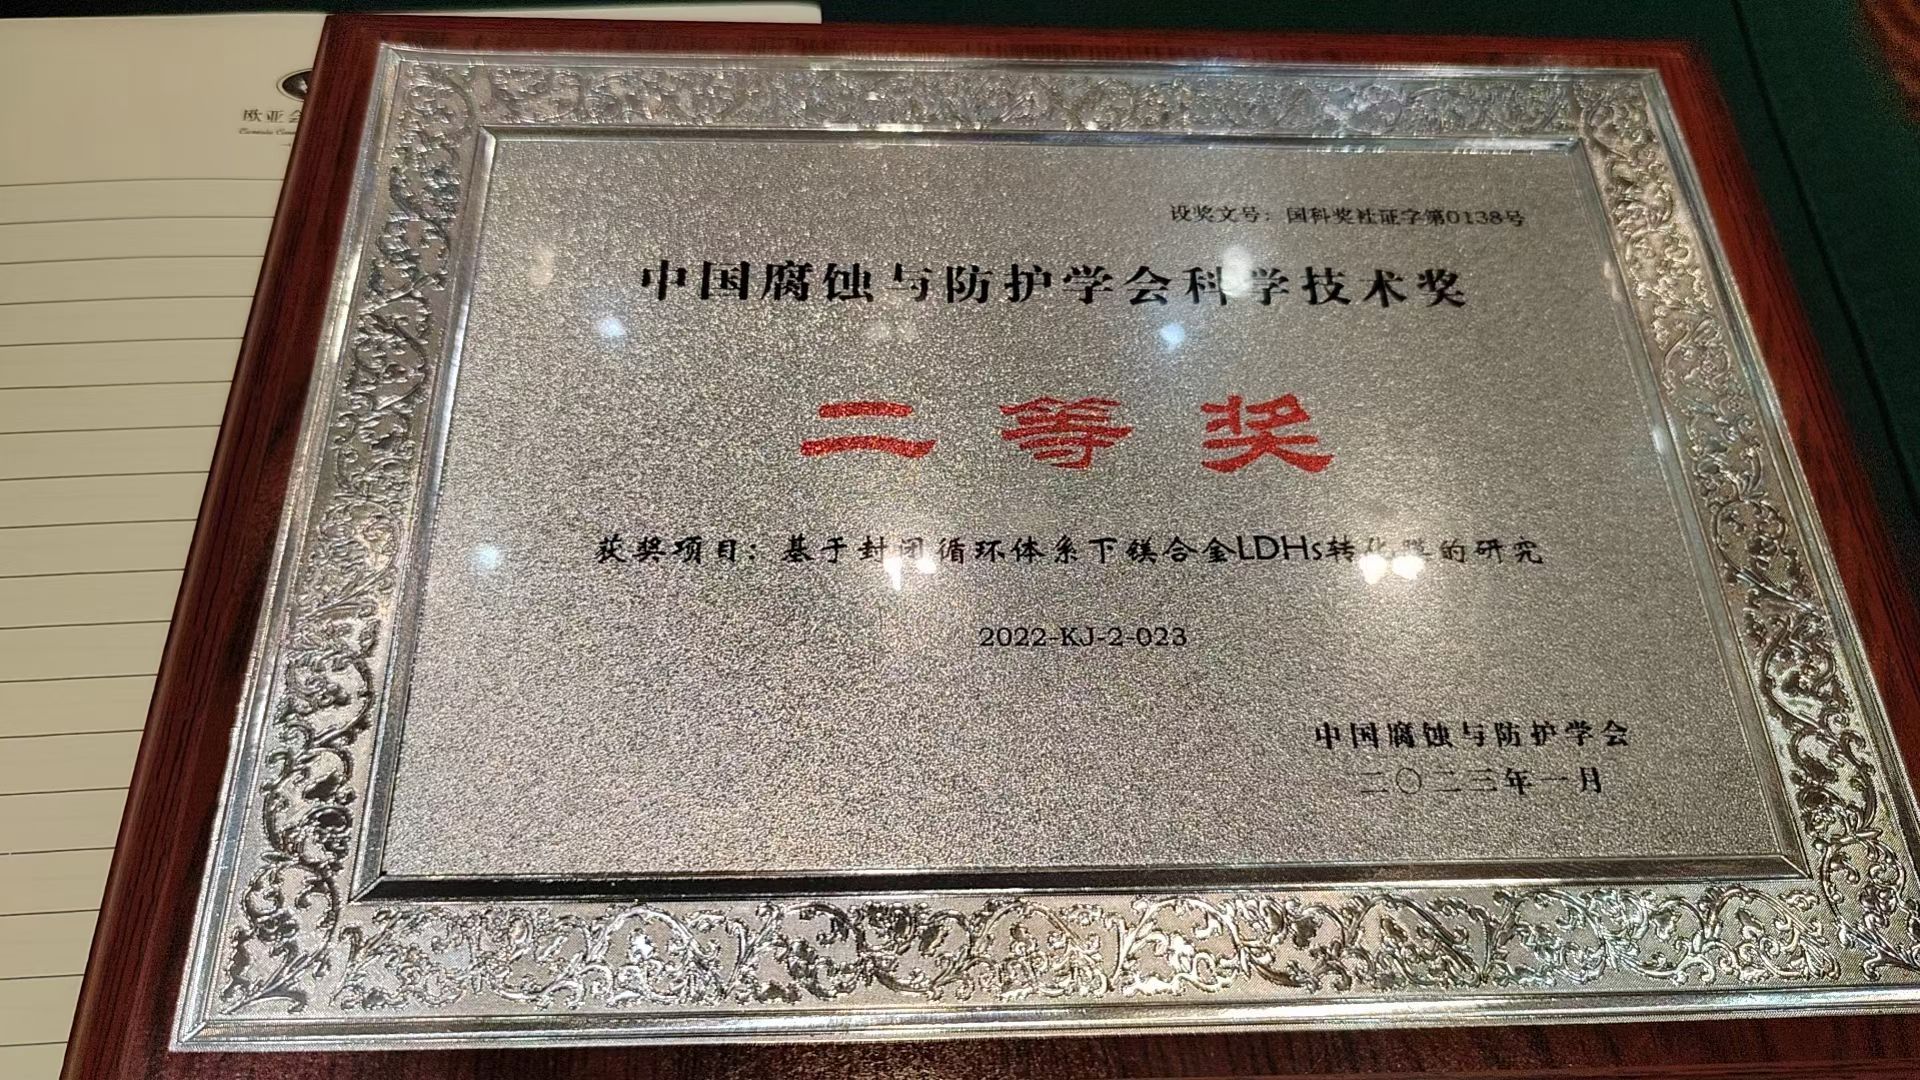 欧亚会
设奖文号：国科奖社证字第0138号
中国腐蚀与防护学会科学技术奖
二等奖
获奖项目：基于封闭循环体系下镁合金LDHs转化膜的研究
2022-KJ-2-023
中国腐蚀与防护学会
二〇二三年一月